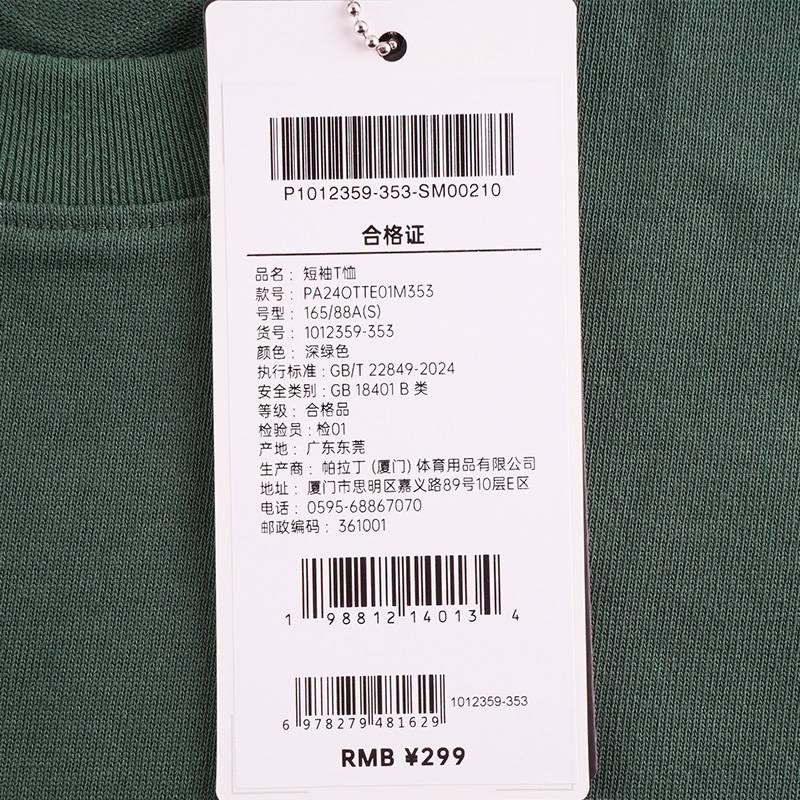 P1012359-353-SM00210
合格证
品名：短袖T恤
款号：PA24OTTE01M353
号型：165/88A(S)
货号：1012359-353
颜色：深绿色
执行标准：GB/T 22849-2024
安全类别：GB 18401 B 类
等级：合格品
检验员：检01
产地：广东东莞
生产商：帕拉丁 (厦门) 体育用品有限公司
地址：厦门市思明区嘉义路89号10层E区
电话：0595-68867070
邮政编码：361001
1 98812 14013 4
1012359-353
6 978279 481629
RMB ¥299